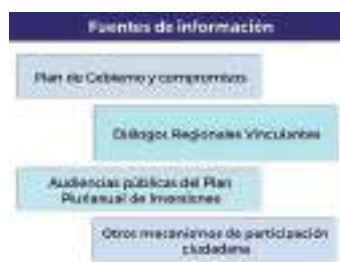 Fuentes de información
Plan de Gobierno y compromisos
Diálogos Regionales Vinculantes
Audiencias públicas del Plan
Plurianual de Inversiones
Otros mecanismos de participación
ciudadana